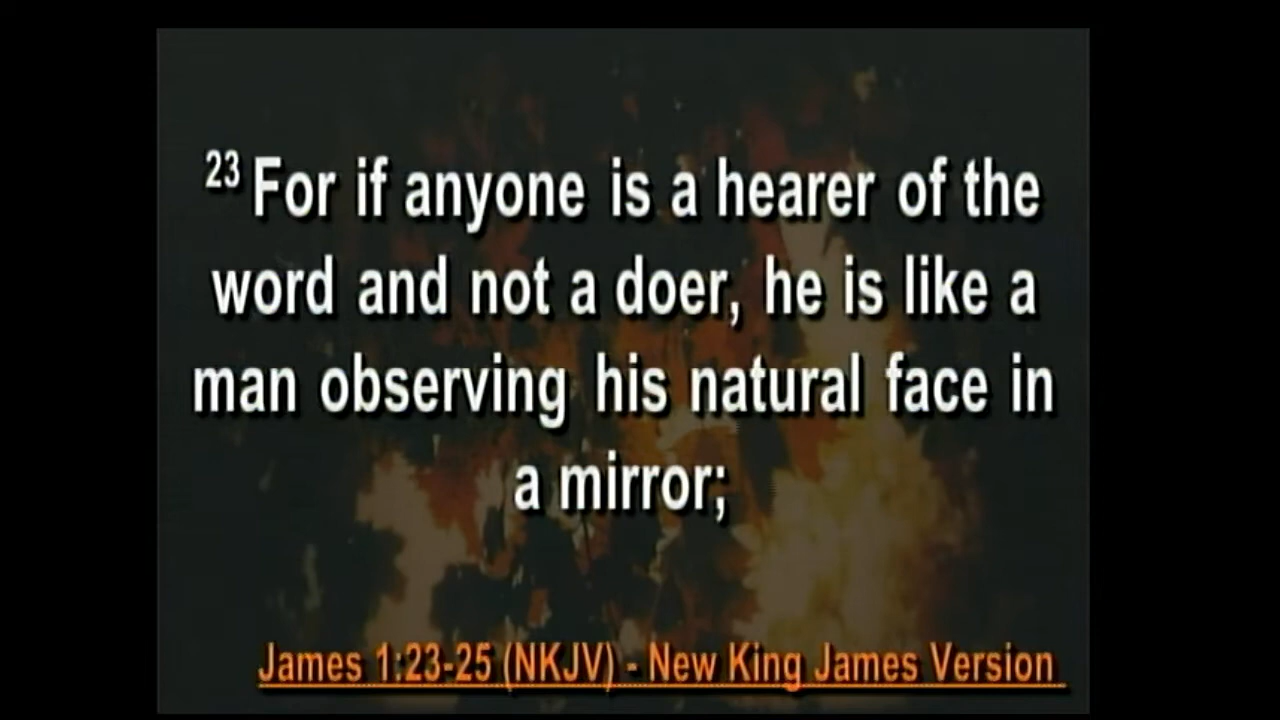 23 For if anyone is a hearer of the
word and not a doer, he is like a
man observing his natural face in
a mirror;
James 1:23-25 (NKJV) - New King James Version